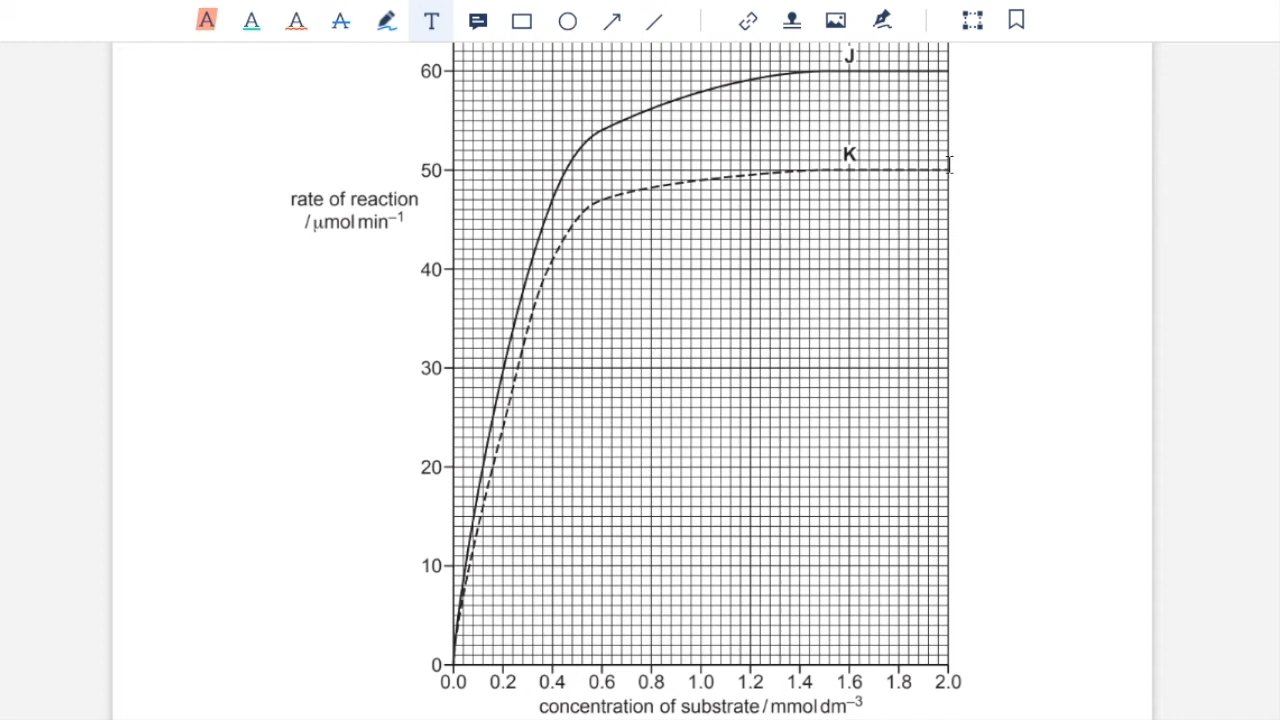 A A A A T
J
60
K
50
rate of reaction
/ μmol min⁻¹
40
30
20
10
0
0.0 0.2 0.4 0.6 0.8 1.0 1.2 1.4 1.6 1.8 2.0
concentration of substrate / mmol dm⁻³